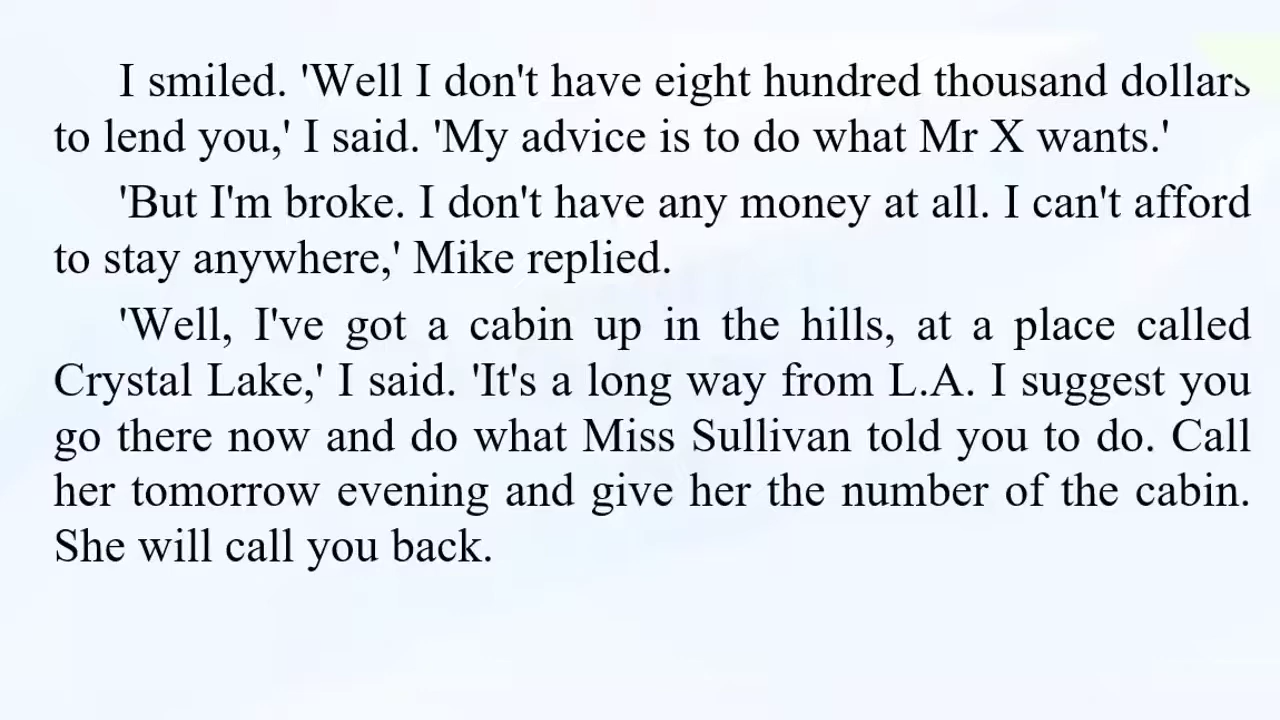 I smiled. 'Well I don't have eight hundred thousand dollars
to lend you,' I said. 'My advice is to do what Mr X wants.'
'But I'm broke. I don't have any money at all. I can't afford
to stay anywhere,' Mike replied.
'Well, I've got a cabin up in the hills, at a place called
Crystal Lake,' I said. 'It's a long way from L.A. I suggest you
go there now and do what Miss Sullivan told you to do. Call
her tomorrow evening and give her the number of the cabin.
She will call you back.